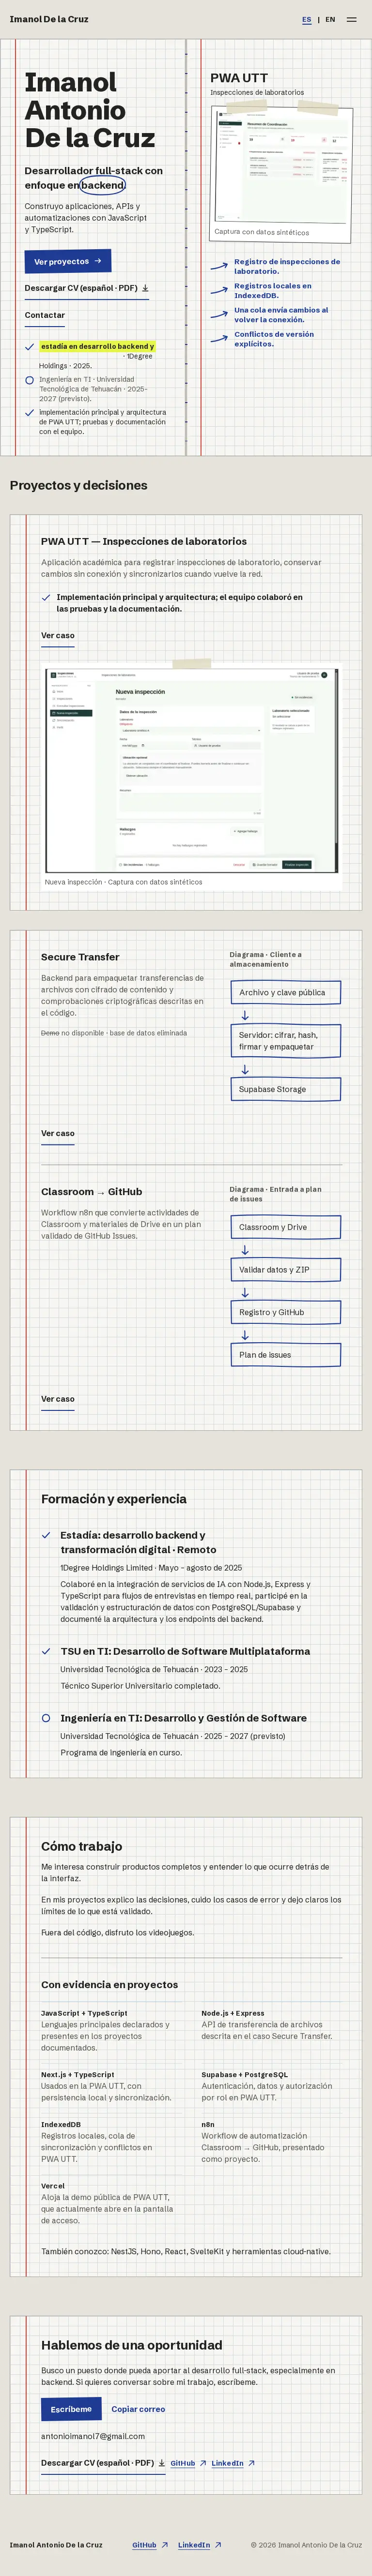 Imanol De la Cruz
ES | EN
Imanol
Antonio
De la Cruz
Desarrollador full-stack con
enfoque en backend.
Construyo aplicaciones, APIs y
automatizaciones con JavaScript
y TypeScript.
Ver proyectos →
Descargar CV (español · PDF)
Contactar
estadía en desarrollo backend y
· 1Degree
Holdings · 2025.
Ingeniería en TI · Universidad
Tecnológica de Tehuacán · 2025–
2027 (previsto).
implementación principal y arquitectura
de PWA UTT; pruebas y documentación
con el equipo.
PWA UTT
Inspecciones de laboratorios
Resumen de Coordinación
Captura con datos sintéticos
Registro de inspecciones de
laboratorio.
Registros locales en
IndexedDB.
Una cola envía cambios al
volver la conexión.
Conflictos de versión
explícitos.
Proyectos y decisiones
PWA UTT — Inspecciones de laboratorios
Aplicación académica para registrar inspecciones de laboratorio, conservar
cambios sin conexión y sincronizarlos cuando vuelve la red.
Implementación principal y arquitectura; el equipo colaboró en
las pruebas y la documentación.
Ver caso
Nueva inspección
Datos de la inspección
Hallazgos
Nueva inspección · Captura con datos sintéticos
Secure Transfer
Backend para empaquetar transferencias de
archivos con cifrado de contenido y
comprobaciones criptográficas descritas en
el código.
Demo no disponible · base de datos eliminada
Ver caso
Diagrama · Cliente a
almacenamiento
Archivo y clave pública
Servidor: cifrar, hash,
firmar y empaquetar
Supabase Storage
Classroom → GitHub
Workflow n8n que convierte actividades de
Classroom y materiales de Drive en un plan
validado de GitHub Issues.
Ver caso
Diagrama · Entrada a plan
de issues
Classroom y Drive
Validar datos y ZIP
Registro y GitHub
Plan de issues
Formación y experiencia
Estadía: desarrollo backend y
transformación digital · Remoto
1Degree Holdings Limited · Mayo – agosto de 2025
Colaboré en la integración de servicios de IA con Node.js, Express y
TypeScript para flujos de entrevistas en tiempo real, participé en la
validación y estructuración de datos con PostgreSQL/Supabase y
documenté la arquitectura y los endpoints del backend.
TSU en TI: Desarrollo de Software Multiplataforma
Universidad Tecnológica de Tehuacán · 2023 – 2025
Técnico Superior Universitario completado.
Ingeniería en TI: Desarrollo y Gestión de Software
Universidad Tecnológica de Tehuacán · 2025 – 2027 (previsto)
Programa de ingeniería en curso.
Cómo trabajo
Me interesa construir productos completos y entender lo que ocurre detrás de
la interfaz.
En mis proyectos explico las decisiones, cuido los casos de error y dejo claros los
límites de lo que está validado.
Fuera del código, disfruto los videojuegos.
Con evidencia en proyectos
JavaScript + TypeScript
Lenguajes principales declarados y
presentes en los proyectos
documentados.
Node.js + Express
API de transferencia de archivos
descrita en el caso Secure Transfer.
Next.js + TypeScript
Usados en la PWA UTT, con
persistencia local y sincronización.
Supabase + PostgreSQL
Autenticación, datos y autorización
por rol en PWA UTT.
IndexedDB
Registros locales, cola de
sincronización y conflictos en
PWA UTT.
n8n
Workflow de automatización
Classroom → GitHub, presentado
como proyecto.
Vercel
Aloja la demo pública de PWA UTT,
que actualmente abre en la pantalla
de acceso.
También conozco: NestJS, Hono, React, SvelteKit y herramientas cloud-native.
Hablemos de una oportunidad
Busco un puesto donde pueda aportar al desarrollo full-stack, especialmente en
backend. Si quieres conversar sobre mi trabajo, escríbeme.
Escríbeme
Copiar correo
antonioimanol7@gmail.com
Descargar CV (español · PDF) GitHub LinkedIn
Imanol Antonio De la Cruz
GitHub LinkedIn
© 2026 Imanol Antonio De la Cruz